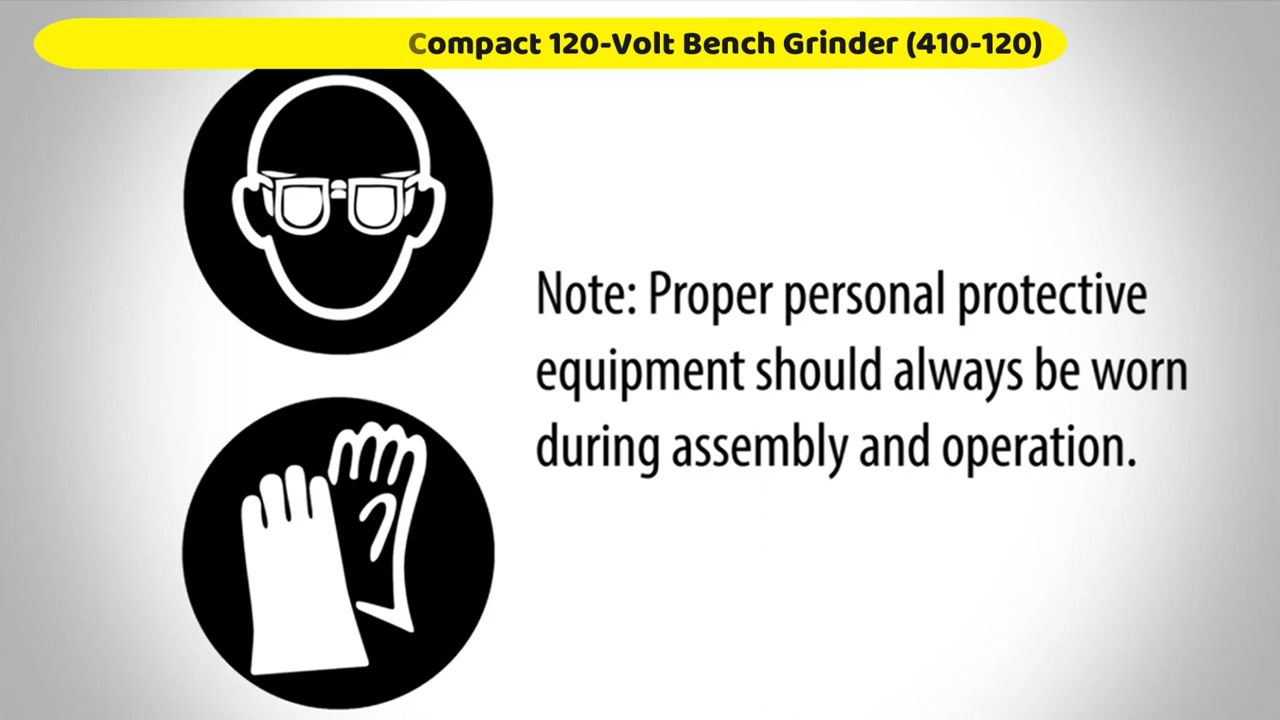 Compact 120-Volt Bench Grinder (410-120)
Note: Proper personal protective
equipment should always be worn
during assembly and operation.